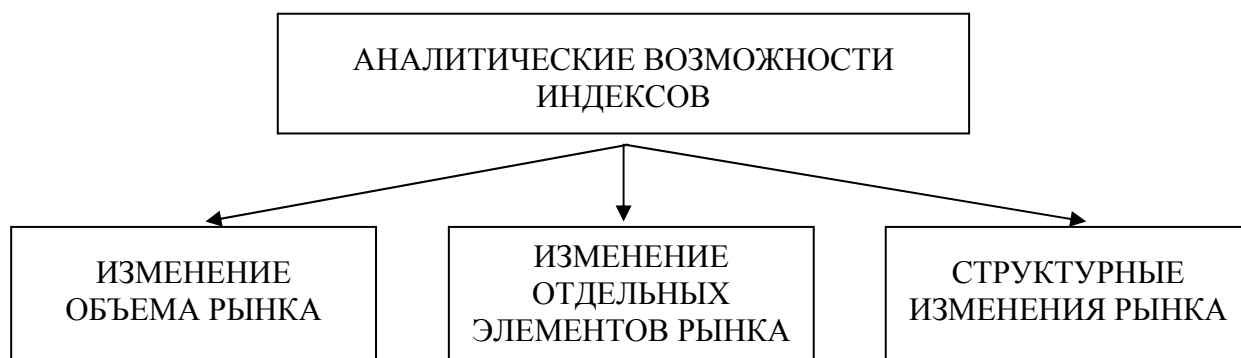 АНАЛИТИЧЕСКИЕ ВОЗМОЖНОСТИ
ИНДЕКСОВ
ИЗМЕНЕНИЕ
ОБЪЕМА РЫНКА
ИЗМЕНЕНИЕ
ОТДЕЛЬНЫХ
ЭЛЕМЕНТОВ РЫНКА
СТРУКТУРНЫЕ
ИЗМЕНЕНИЯ РЫНКА